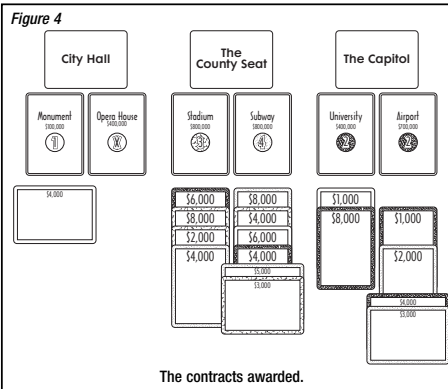 Figure 4
City Hall
The
County Seat
The Capitol
Monument
$100,000
1
Opera House
$400,000
X
Stadium
$800,000
3
Subway
$800,000
4
University
$400,000
2
Airport
$700,000
2
$4,000
$6,000
$8,000
$2,000
$4,000
$8,000
$4,000
$6,000
$4,000
$5,000
$3,000
$1,000
$8,000
$1,000
$2,000
$4,000
$3,000
The contracts awarded.